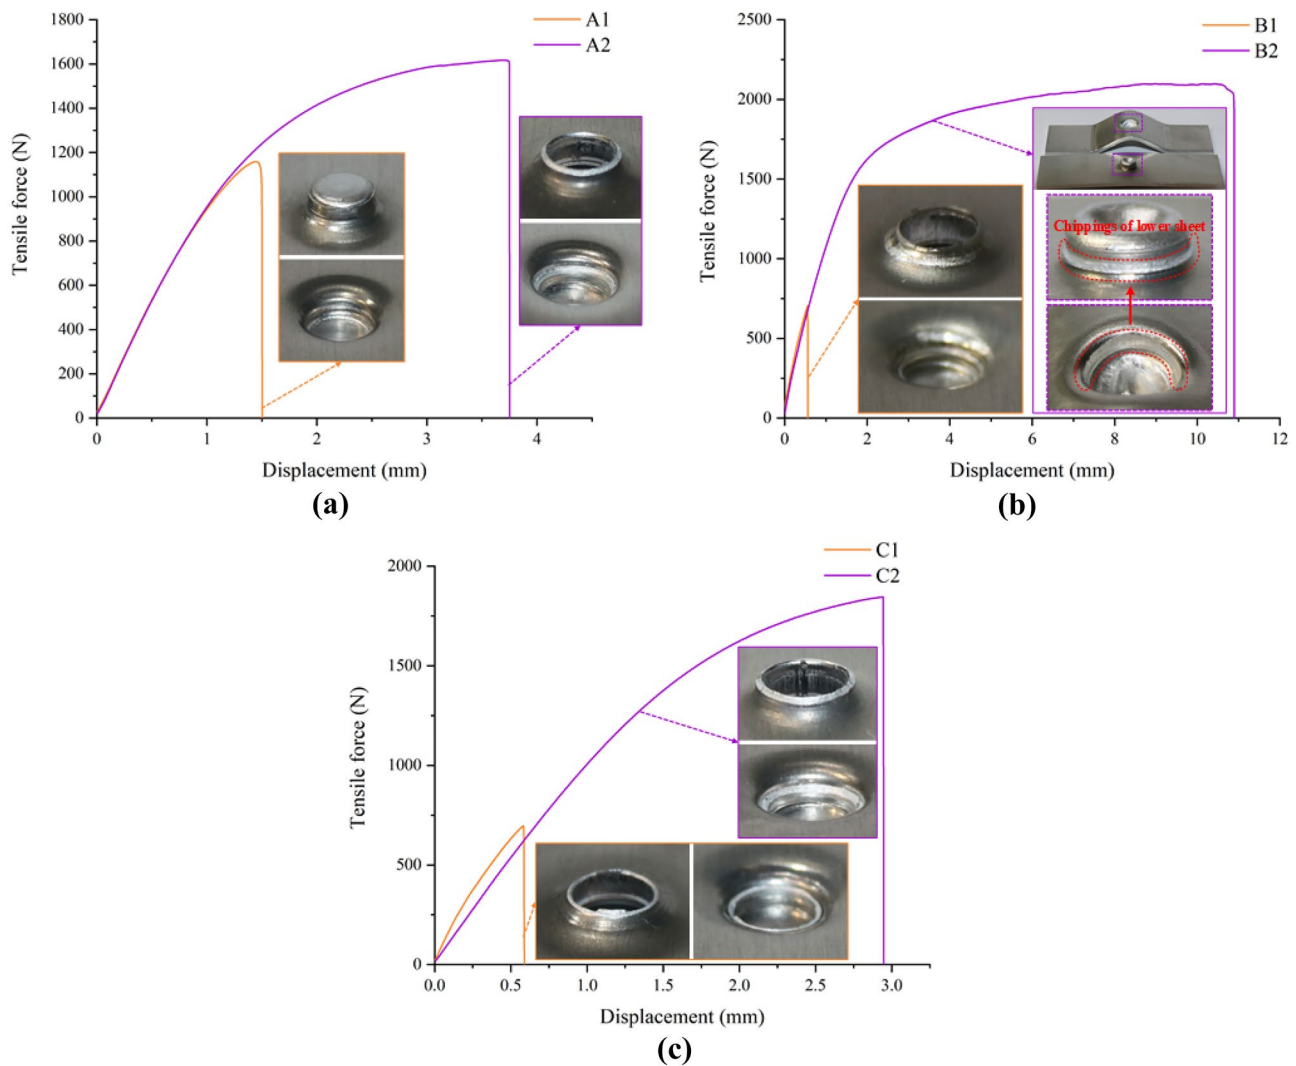 A1
A2
1800
1600
1400
1200
1000
800
600
400
200
0
Tensile force (N)
0
1
2
3
4
Displacement (mm)
(a)
B1
B2
2500
2000
1500
1000
500
0
Tensile force (N)
Chippings of lower sheet
0
2
4
6
8
10
12
Displacement (mm)
(b)
C1
C2
2000
1500
1000
500
0
Tensile force (N)
0.0
0.5
1.0
1.5
2.0
2.5
3.0
Displacement (mm)
(c)